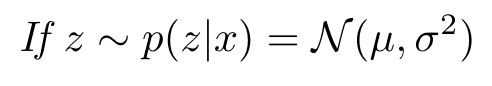 If z ∼ p(z|x) = 𝒩(μ, σ²)